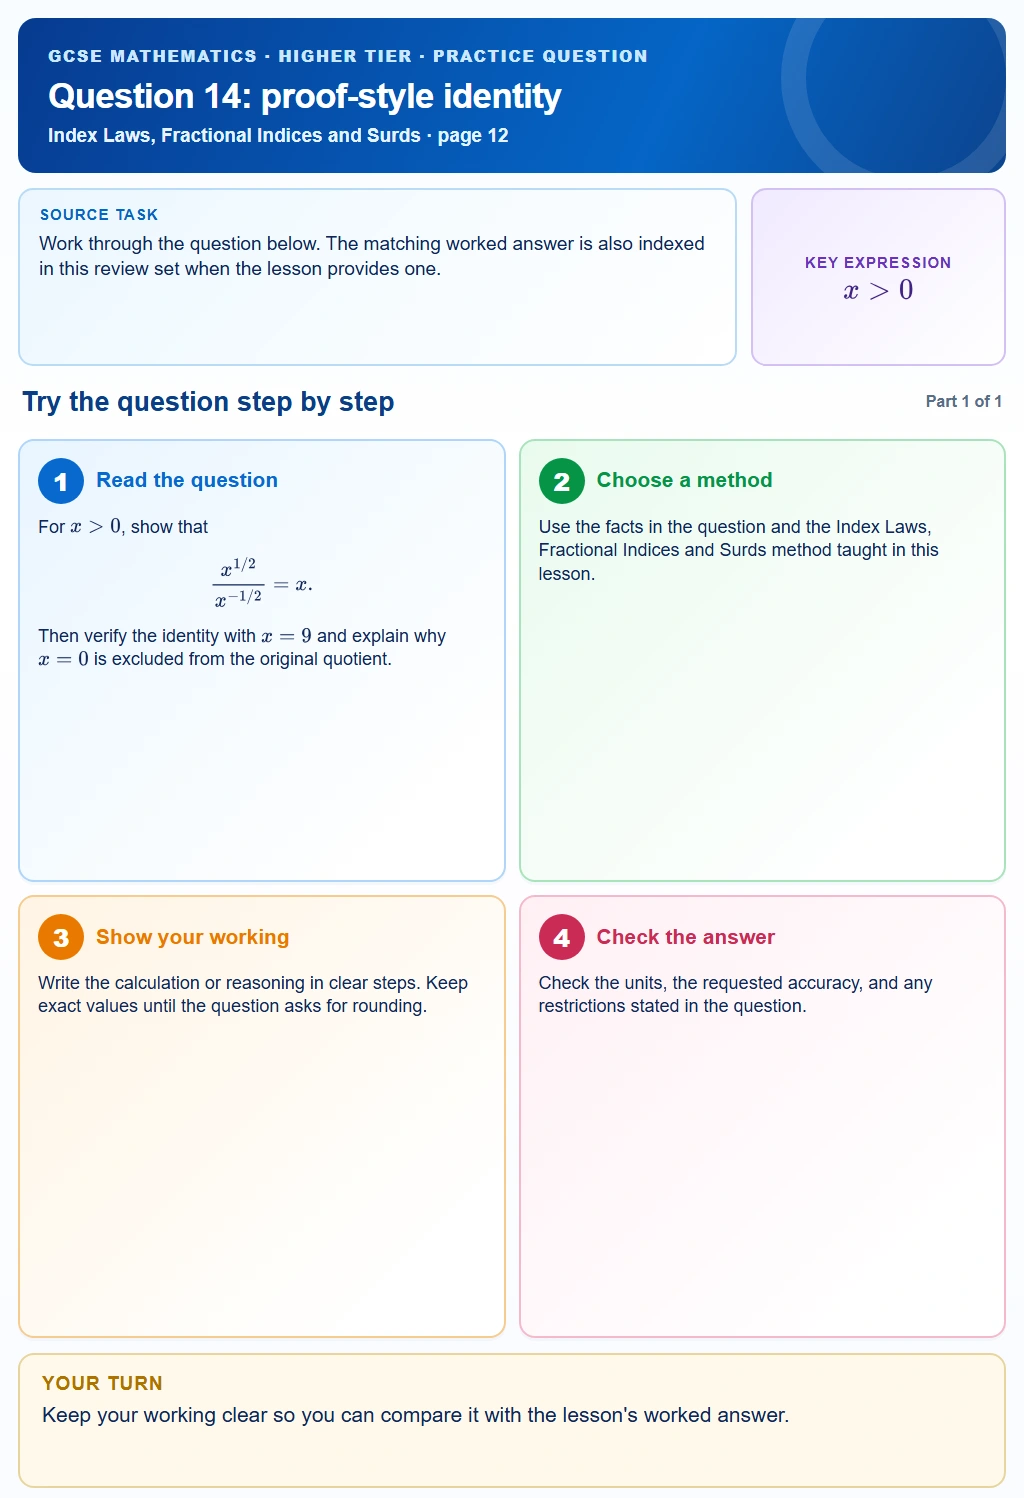 GCSE MATHEMATICS · HIGHER TIER · PRACTICE QUESTION
Question 14: proof-style identity
Index Laws, Fractional Indices and Surds · page 12
SOURCE TASK
Work through the question below. The matching worked answer is also indexed
in this review set when the lesson provides one.
KEY EXPRESSION
x > 0
Try the question step by step
Part 1 of 1
1 Read the question
For x > 0, show that
x^{1/2} / x^{-1/2} = x.
Then verify the identity with x = 9 and explain why
x = 0 is excluded from the original quotient.
2 Choose a method
Use the facts in the question and the Index Laws,
Fractional Indices and Surds method taught in this
lesson.
3 Show your working
Write the calculation or reasoning in clear steps. Keep
exact values until the question asks for rounding.
4 Check the answer
Check the units, the requested accuracy, and any
restrictions stated in the question.
YOUR TURN
Keep your working clear so you can compare it with the lesson's worked answer.